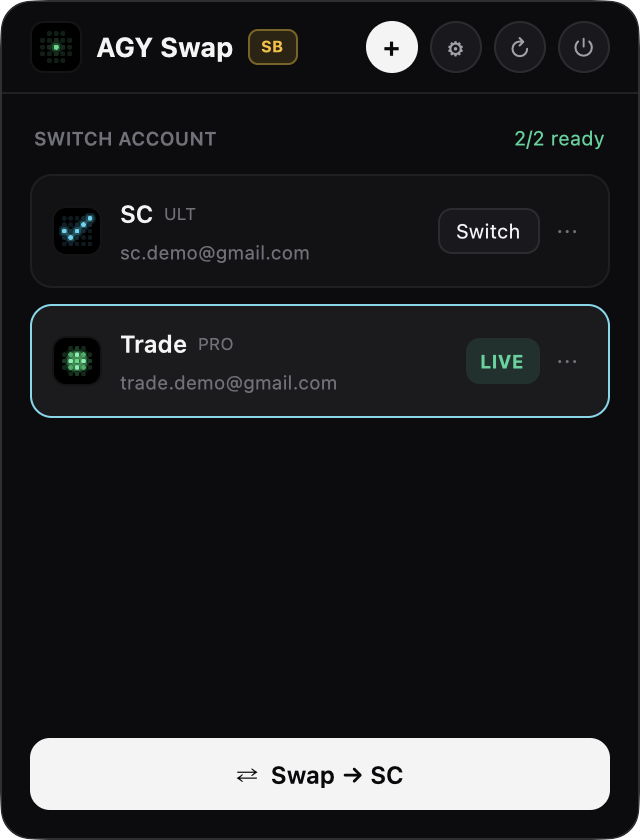 AGY Swap SB + ⚙ ↻ ⏻
SWITCH ACCOUNT 2/2 ready
SC ULT
sc.demo@gmail.com
Switch ···
Trade PRO
trade.demo@gmail.com
LIVE ···
⇄ Swap → SC